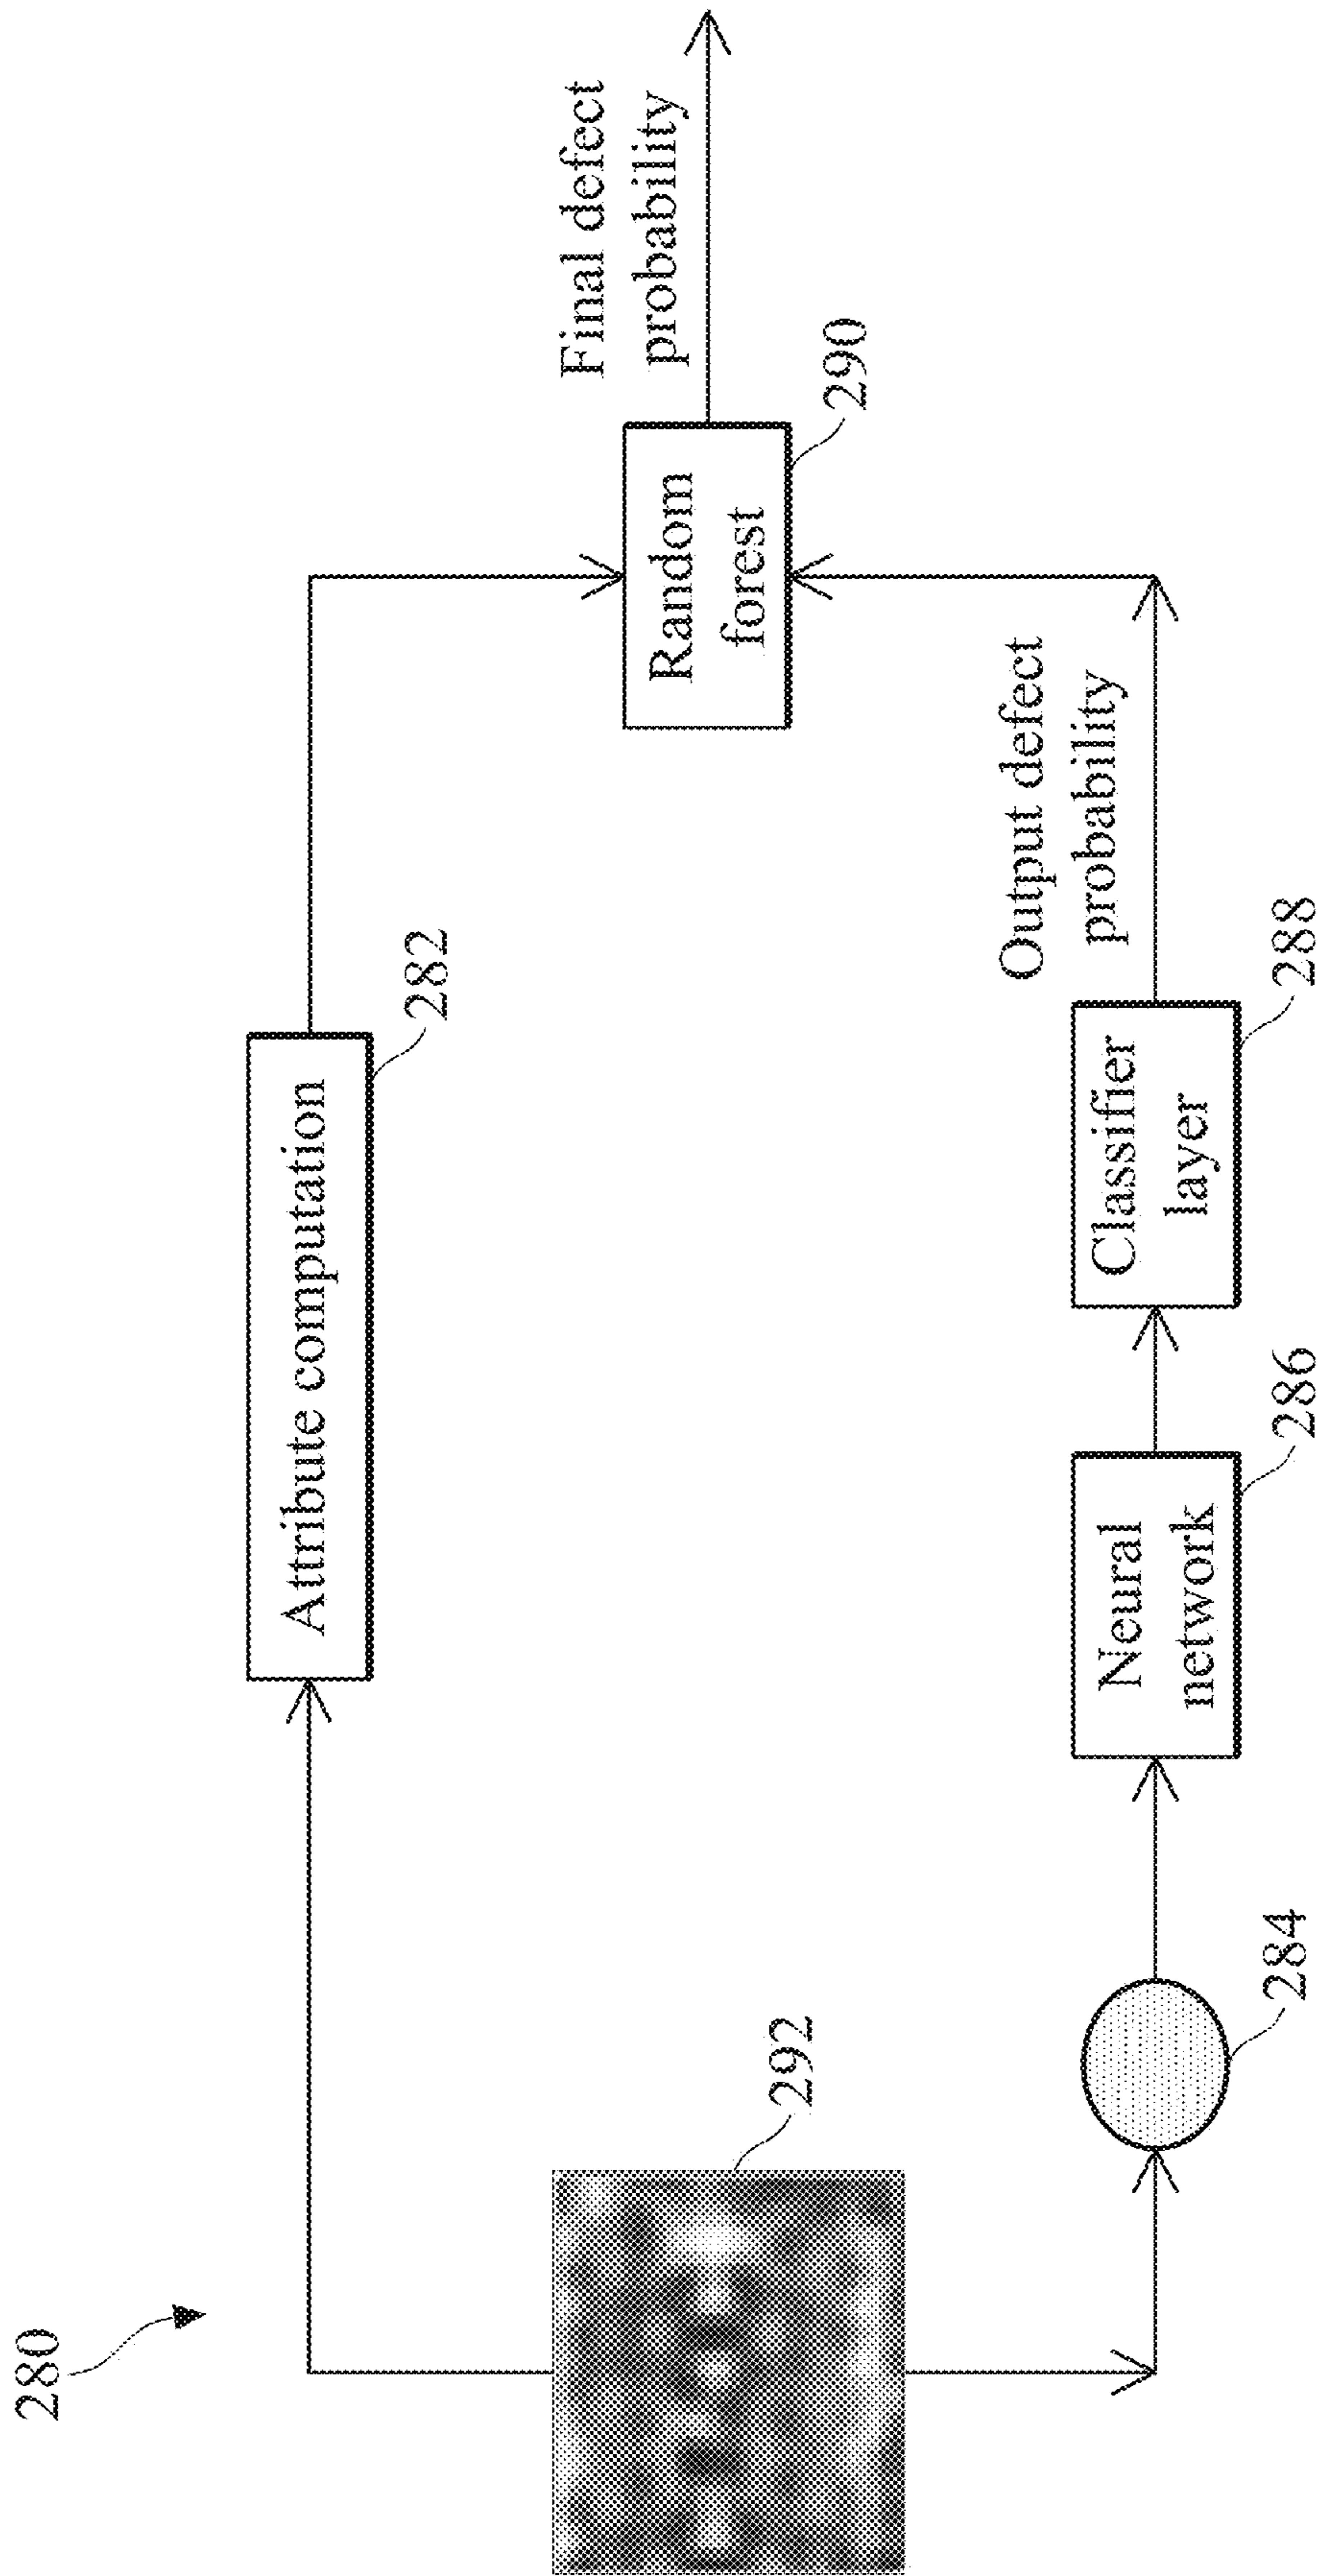 280
Attribute computation
282
292
Random
forest
290
Final defect
probability
284
Neural
network
286
Classifier
layer
288
Output defect
probability